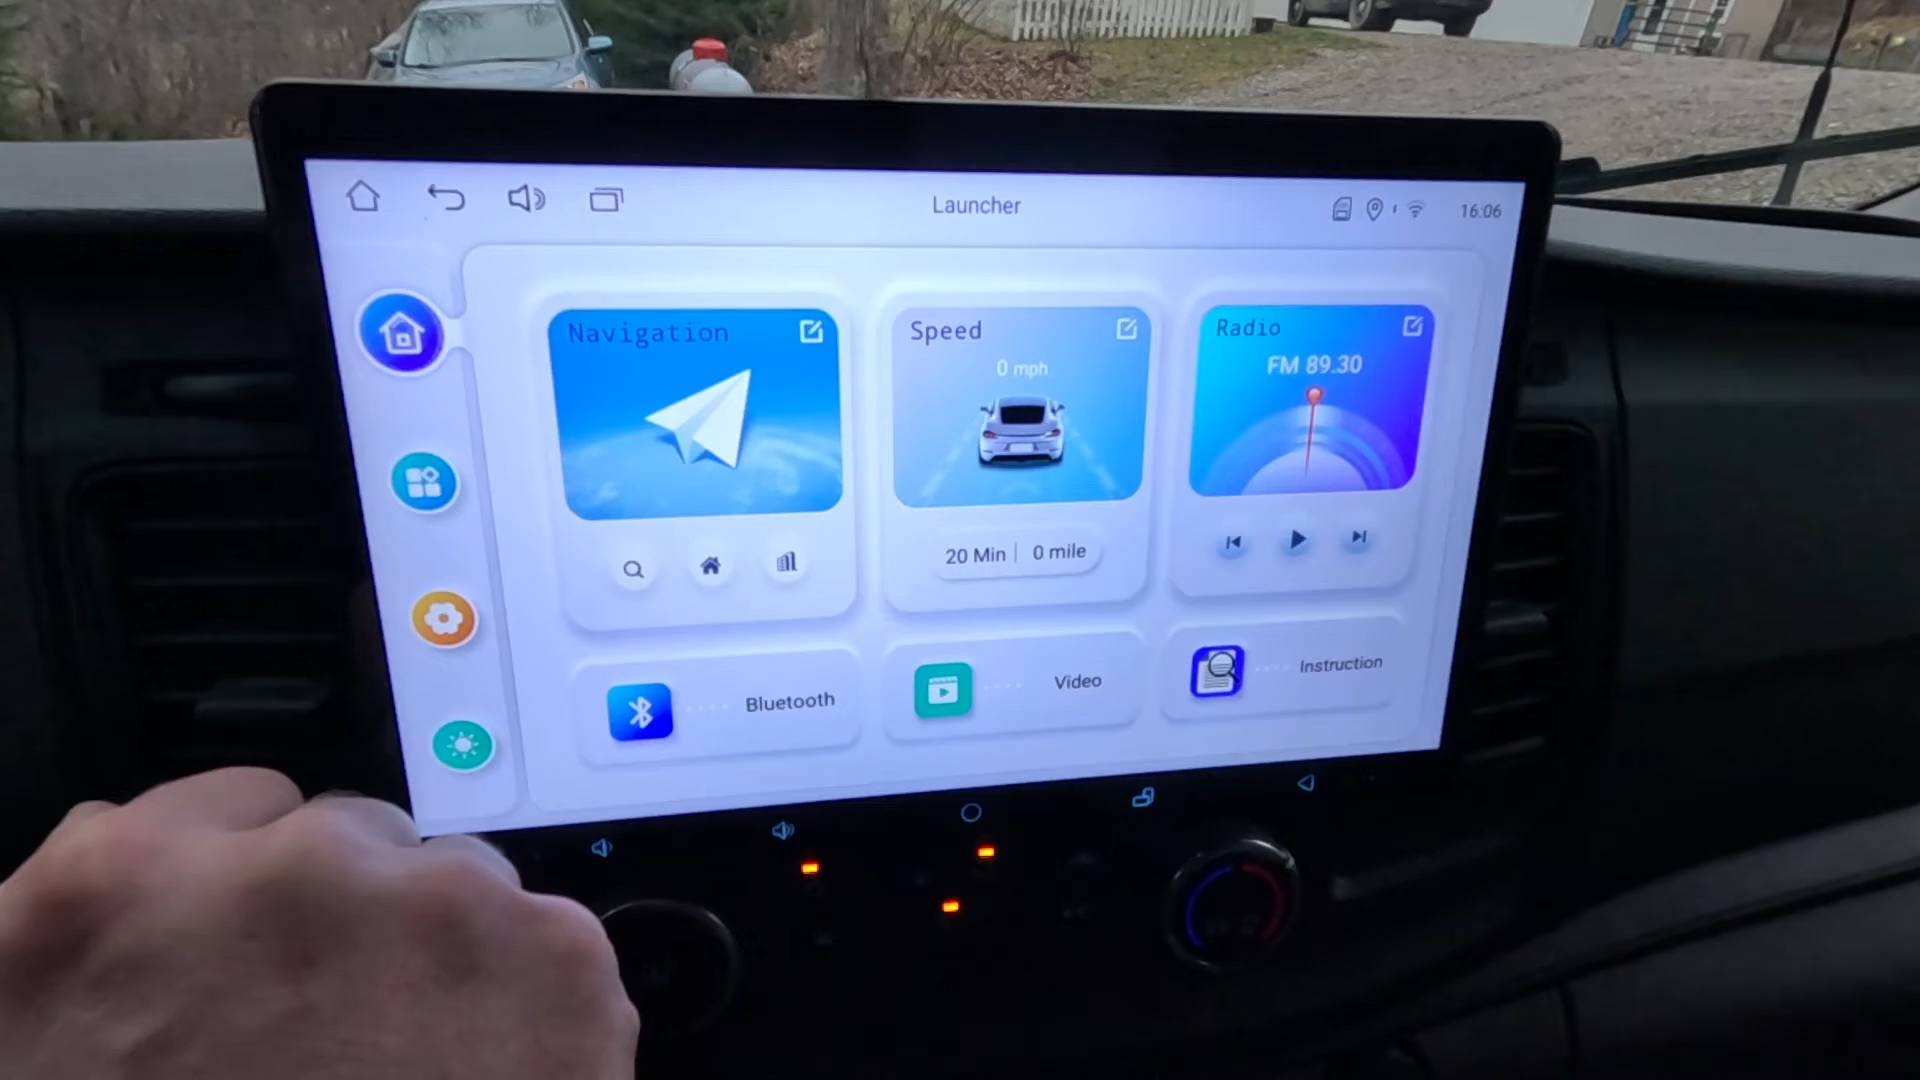 Launcher
16:06
Navigation
Speed
0 mph
Radio
FM 89.30
20 Min
0 mile
Bluetooth
Video
Instruction